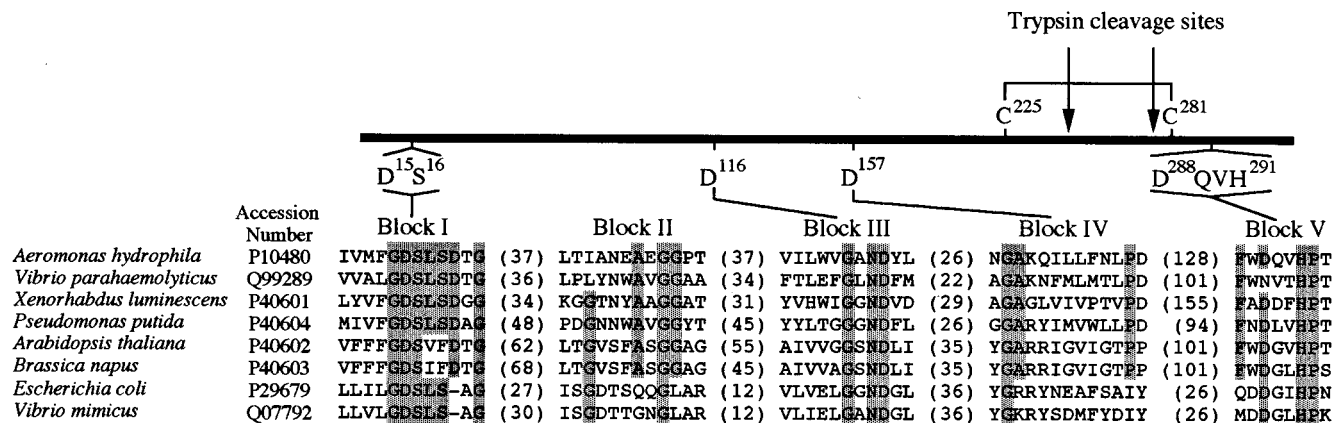 Trypsin cleavage sites
C225 C281
D15S16 D116 D157 D288QVH291
Accession Number Block I Block II Block III Block IV Block V
Aeromonas hydrophila P10480 IVMFGDSLSDTG (37) LTIANEAEGGPT (37) VILWVGANDYL (26) NGAKQILLFNLPD (128) FWDQVHPT
Vibrio parahaemolyticus Q99289 VVALGDSLSDTG (36) LPLYNWAVGGAA (34) FTLEFGLNDFM (22) AGAKNFMLMTLPD (101) FWNVTHPT
Xenorhabdus luminescens P40601 LYVFGDSLSDGG (34) KGGTNYAAGGAT (31) YVHWIGGNDVD (29) AGAGLVIVPTVPD (155) FADDFHPT
Pseudomonas putida P40604 MIVFGDSLSDAG (48) PDGNNWAVGGYT (45) YYLTGGGNDFL (26) GGARYIMVWLLPD (94) FNDLVHPT
Arabidopsis thaliana P40602 VFFFGDSVFDTG (62) LTGVSFASGGAG (55) AIVVGGSNDLI (35) YGARRIGVIGTPP (101) FWDGVHPT
Brassica napus P40603 VFFFGDSIFDTG (68) LTGVSFASGGAG (45) AIVVAGSNDLI (35) YGARRIGVIGTPP (101) FWDGLHPS
Escherichia coli P29679 LLILGDSLS-AG (27) ISGDTSQQGLAR (12) VLVELGGNDGL (36) YGRRYNEAFSAIY (26) QDDGIHPN
Vibrio mimicus Q07792 LLVLGDSLS-AG (30) ISGDTTGNGLAR (12) VLIELGANDGL (36) YGKRYSDMFYDIY (26) MDDGLHPK